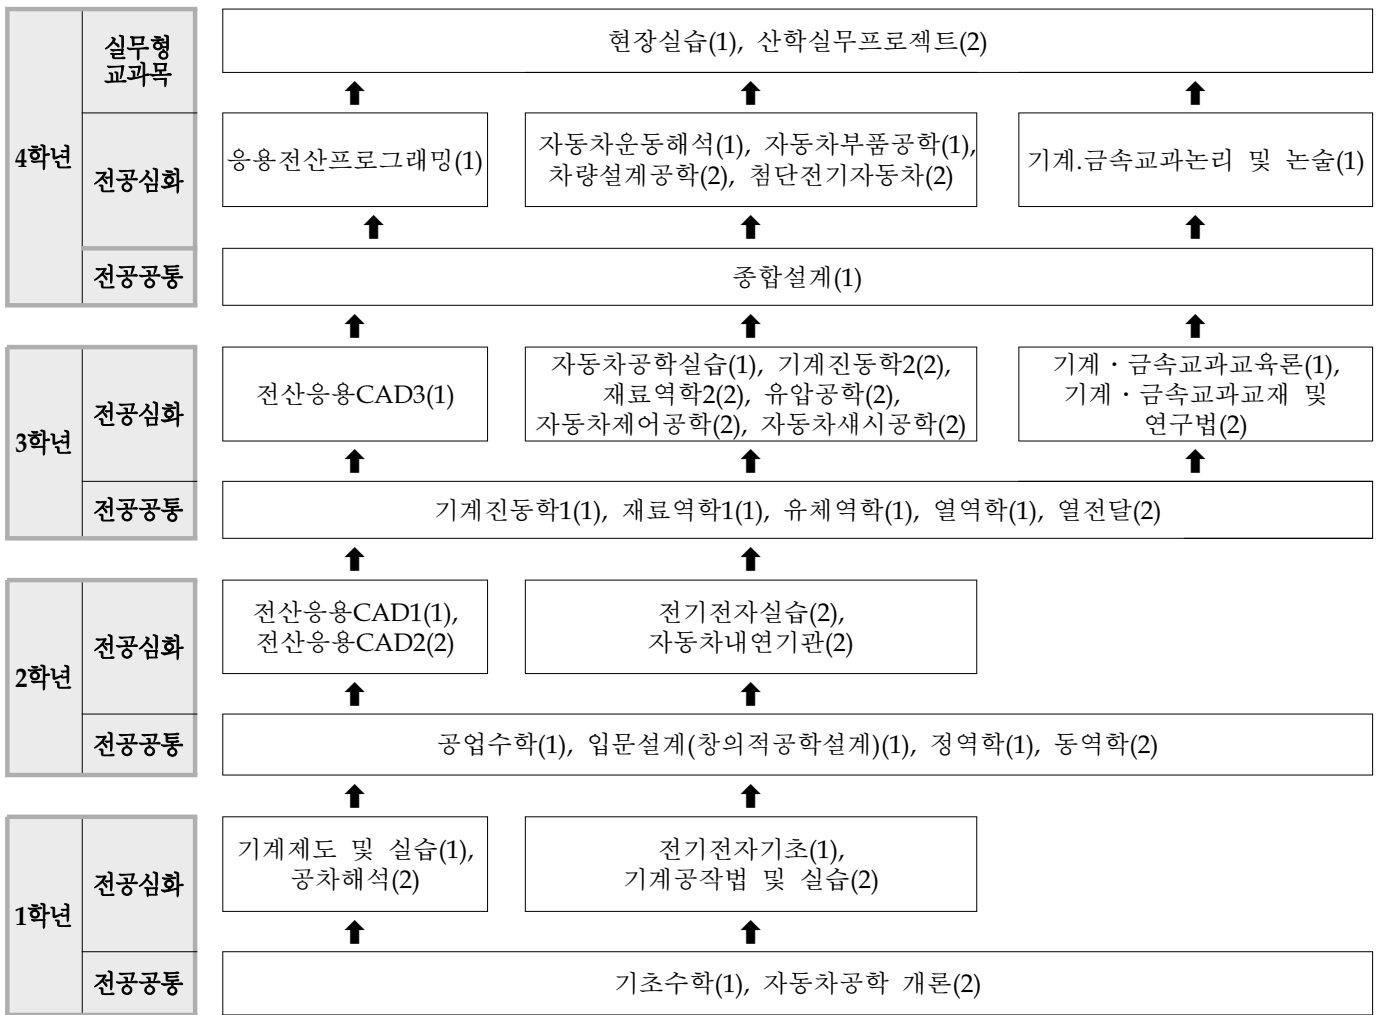 4학년
실무형
교과목
현장실습(1), 산학실무프로젝트(2)
전공심화
응용전산프로그래밍(1)
자동차운동해석(1), 자동차부품공학(1),
차량설계공학(2), 첨단전기자동차(2)
기계.금속교과논리 및 논술(1)
전공공통
종합설계(1)
3학년
전공심화
전산응용CAD3(1)
자동차공학실습(1), 기계진동학2(2),
재료역학2(2), 유압공학(2),
자동차제어공학(2), 자동차새시공학(2)
기계・금속교과교육론(1),
기계・금속교과교재 및
연구법(2)
전공공통
기계진동학1(1), 재료역학1(1), 유체역학(1), 열역학(1), 열전달(2)
2학년
전공심화
전산응용CAD1(1),
전산응용CAD2(2)
전기전자실습(2),
자동차내연기관(2)
전공공통
공업수학(1), 입문설계(창의적공학설계)(1), 정역학(1), 동역학(2)
1학년
전공심화
기계제도 및 실습(1),
공차해석(2)
전기전자기초(1),
기계공작법 및 실습(2)
전공공통
기초수학(1), 자동차공학 개론(2)